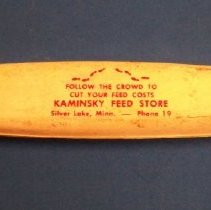 FOLLOW THE CROWD TO
CUT YOUR FEED COSTS
KAMINSKY FEED STORE
Silver Lake, Minn. — Phone 19